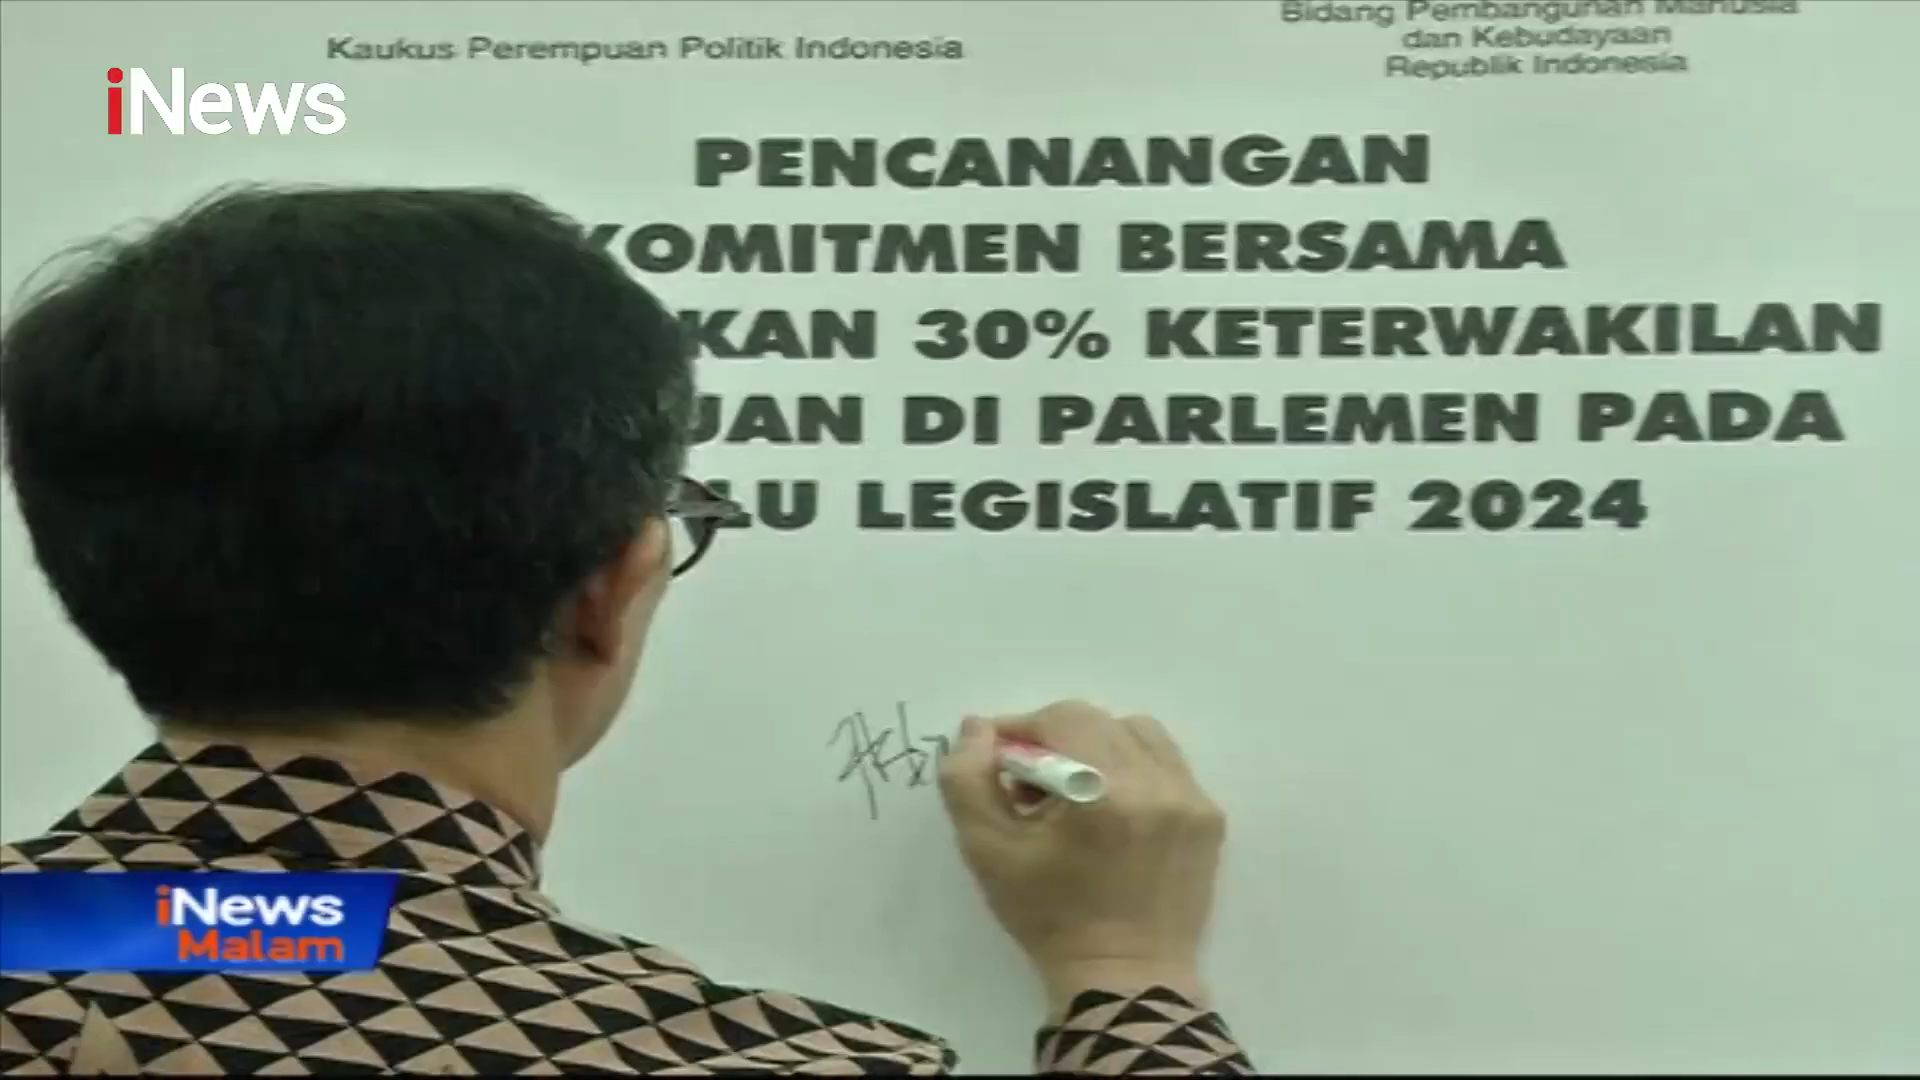 Bidang Pembangunan Manusia
dan Kebudayaan
Republik Indonesia
Kaukus Perempuan Politik Indonesia
iNews
PENCANANGAN
KOMITMEN BERSAMA
KAN 30% KETERWAKILAN
UAN DI PARLEMEN PADA
LU LEGISLATIF 2024
iNews
Malam